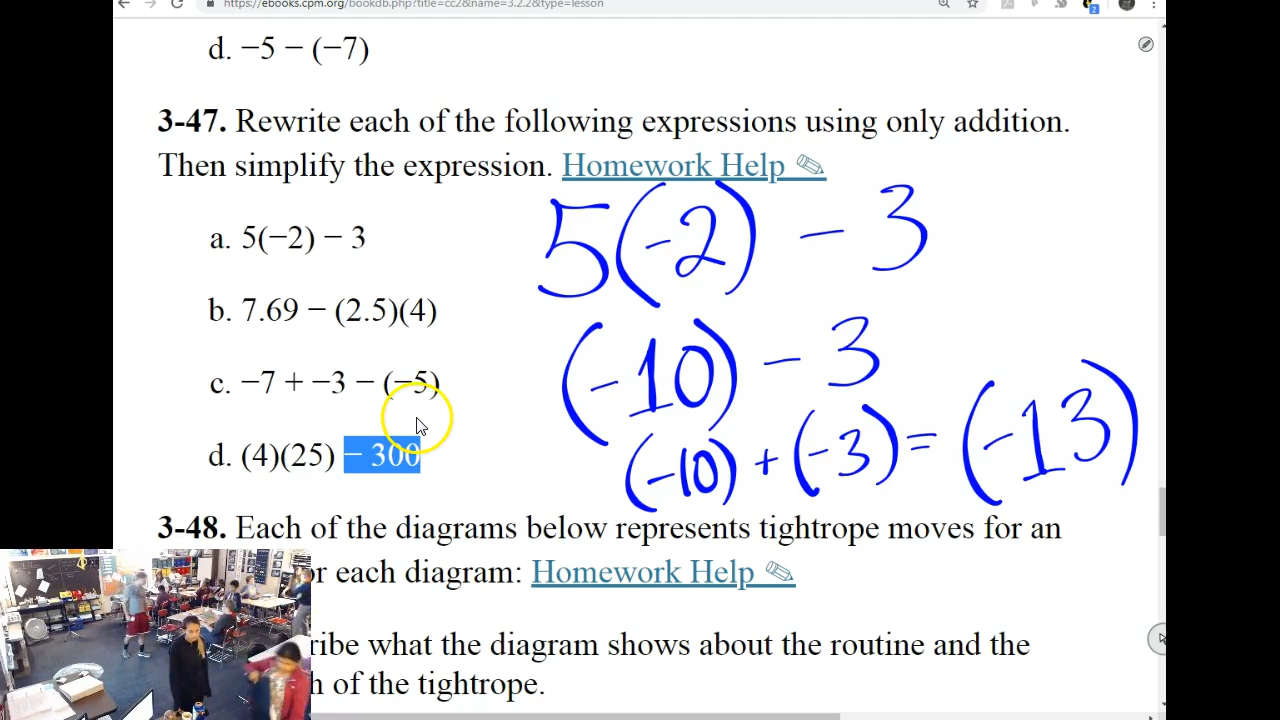 https://ebooks.cpm.org/bookdb.php?title=cc2&name=3.2.2&type=lesson
2
d. −5 − (−7)
3-47. Rewrite each of the following expressions using only addition.
Then simplify the expression. Homework Help
a. 5(−2) − 3
b. 7.69 − (2.5)(4)
c. −7 + −3 − (−5)
d. (4)(25) − 300
5(-2) - 3
(-10) - 3
(-10) + (-3) = (-13)
3-48. Each of the diagrams below represents tightrope moves for an
or each diagram: Homework Help
ribe what the diagram shows about the routine and the
h of the tightrope.